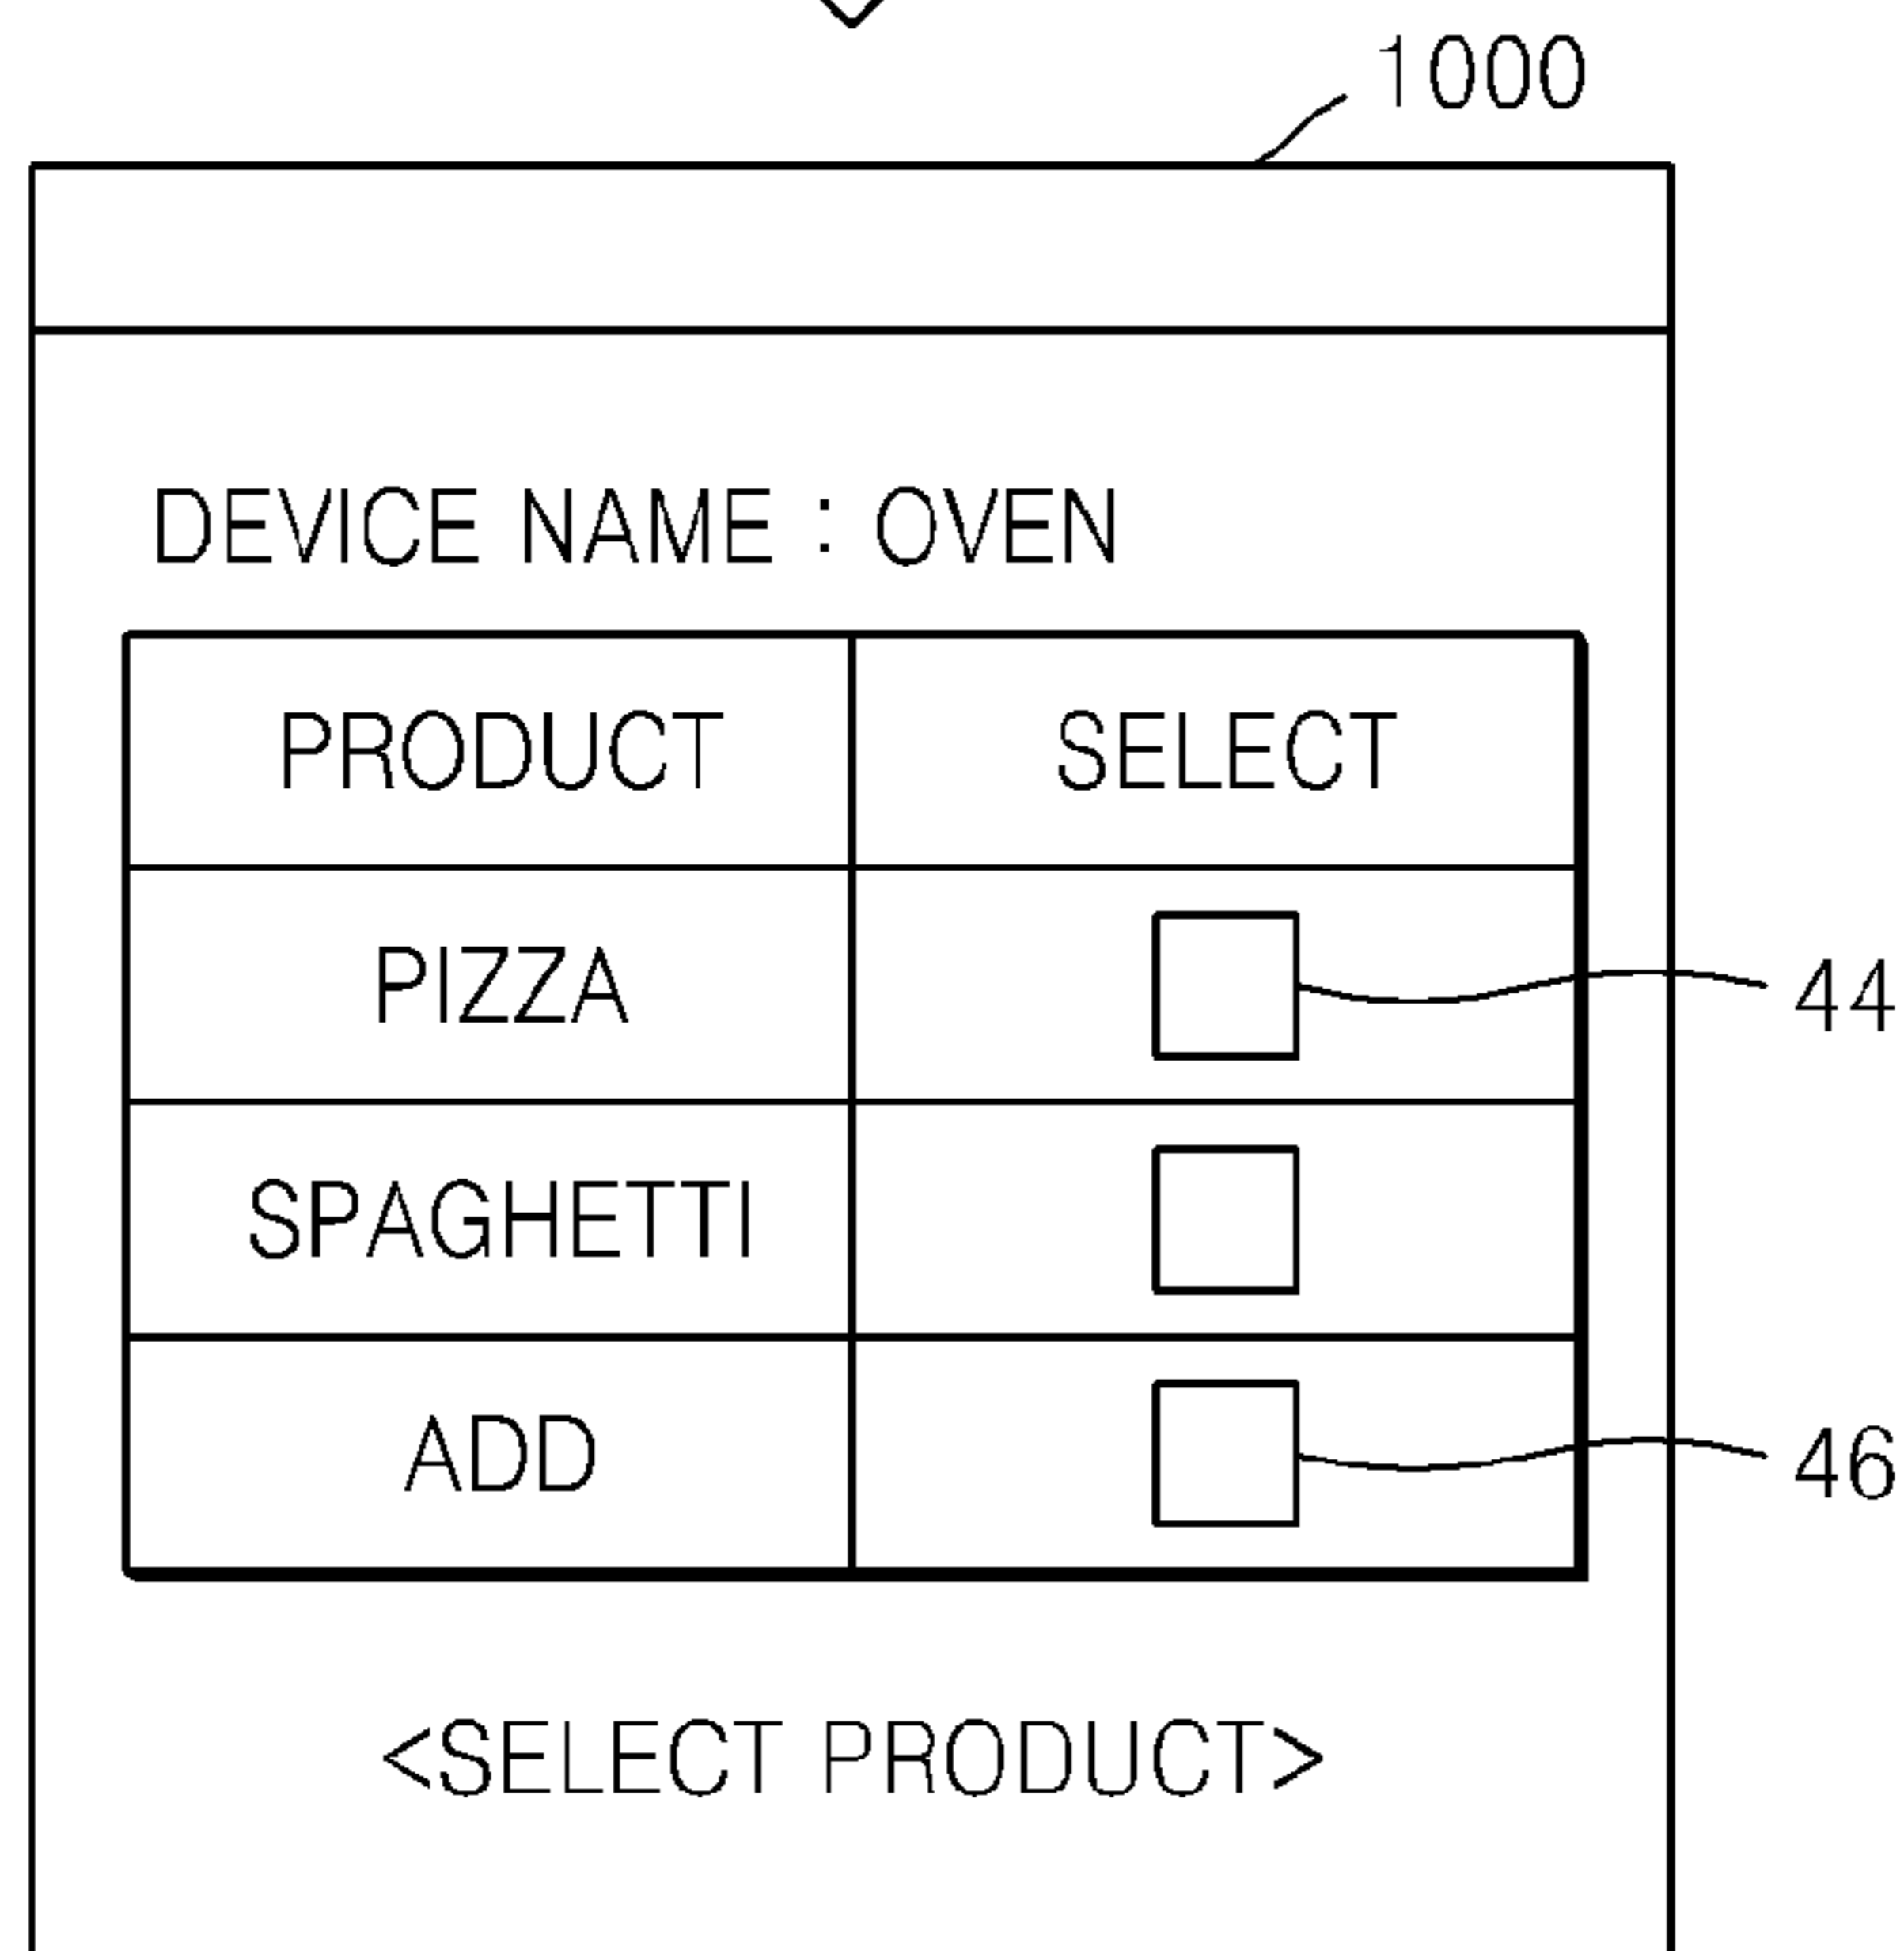 1000
DEVICE NAME : OVEN
PRODUCT SELECT
PIZZA
44
SPAGHETTI
ADD
46
<SELECT PRODUCT>